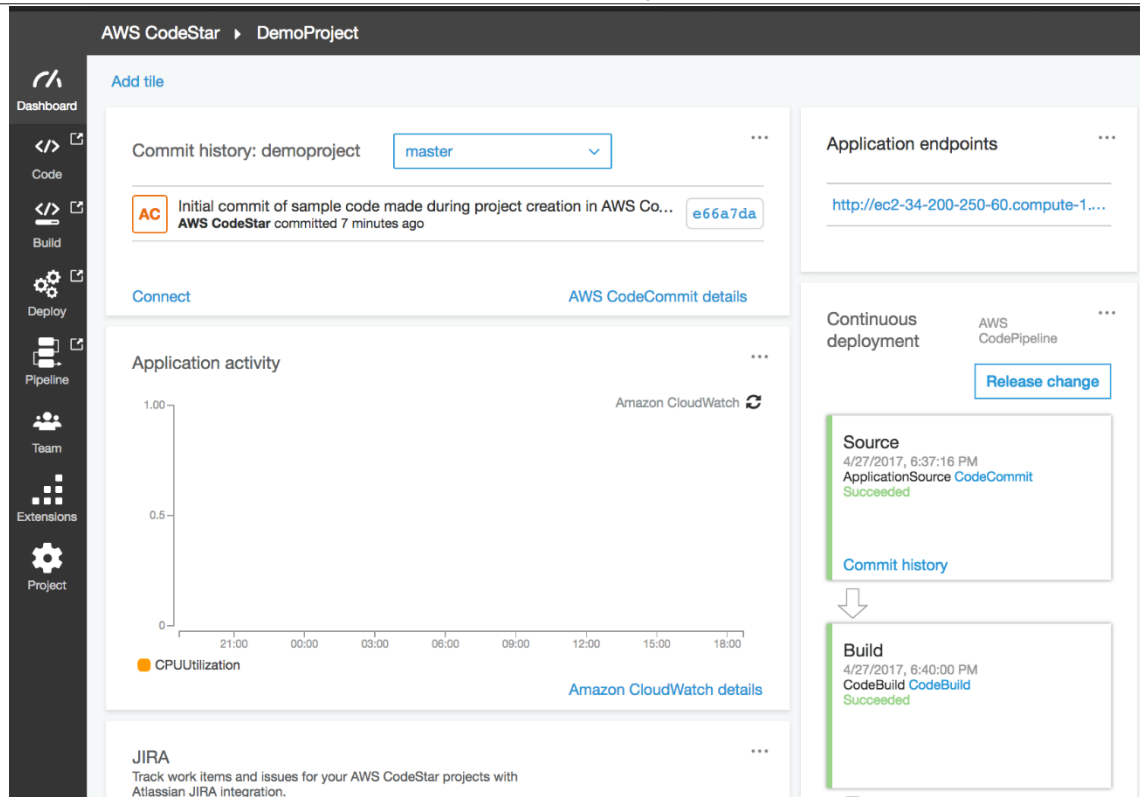 AWS CodeStar ▸ DemoProject
Dashboard
Code
Build
Deploy
Pipeline
Team
Extensions
Project
Add tile
Commit history: demoproject
master
AC
Initial commit of sample code made during project creation in AWS Co...
AWS CodeStar committed 7 minutes ago
e66a7da
Connect
AWS CodeCommit details
Application activity
Amazon CloudWatch
1.00
0.5
0
21:00 00:00 03:00 06:00 09:00 12:00 15:00 18:00
CPUUtilization
Amazon CloudWatch details
JIRA
Track work items and issues for your AWS CodeStar projects with
Atlassian JIRA integration.
Application endpoints
http://ec2-34-200-250-60.compute-1....
Continuous
deployment
AWS
CodePipeline
Release change
Source
4/27/2017, 6:37:16 PM
ApplicationSource CodeCommit
Succeeded
Commit history
Build
4/27/2017, 6:40:00 PM
CodeBuild CodeBuild
Succeeded